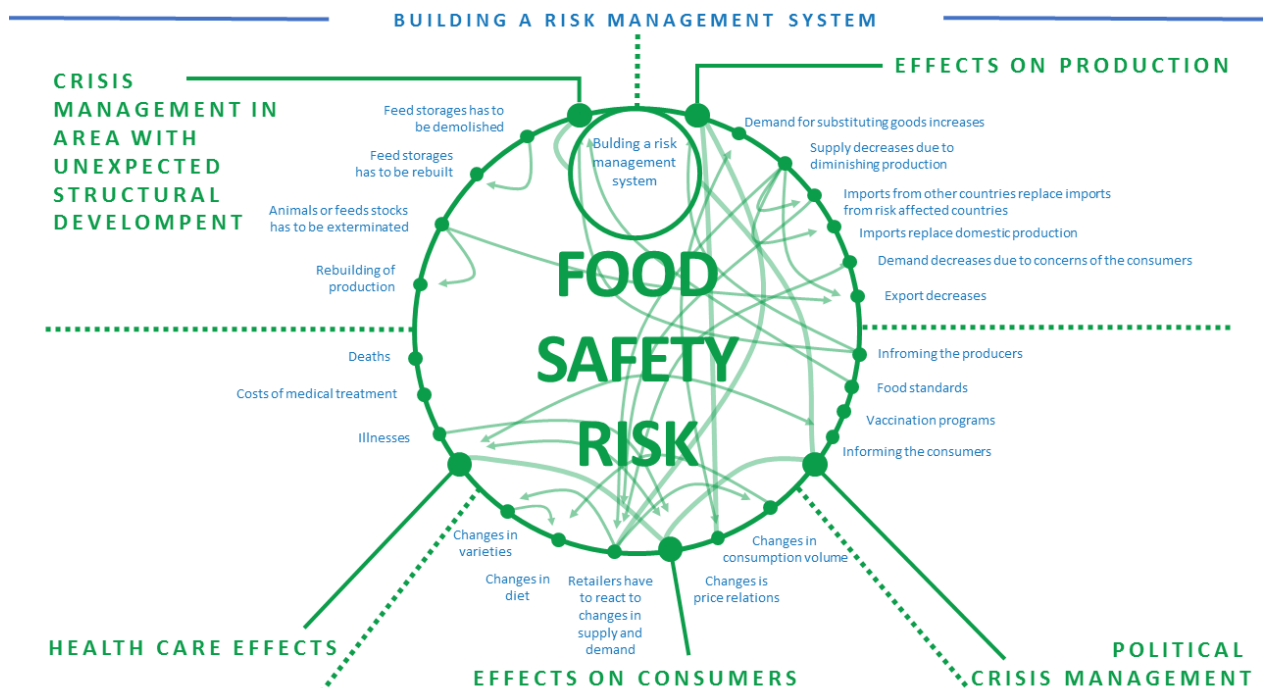 BUILDING A RISK MANAGEMENT SYSTEM
CRISIS
MANAGEMENT IN
AREA WITH
UNEXPECTED
STRUCTURAL
DEVELOMPENT
EFFECTS ON PRODUCTION
Feed storages has to
be demolished
Feed storages
has to be rebuilt
Animals or feeds stocks
has to be exterminated
Rebuilding of
production
Bulding a risk
management
system
Demand for substituting goods increases
Supply decreases due to
diminishing production
Imports from other countries replace imports
from risk affected countries
Imports replace domestic production
Demand decreases due to concerns of the consumers
Export decreases
FOOD
SAFETY
RISK
Deaths
Costs of medical treatment
Illnesses
Infroming the producers
Food standards
Vaccination programs
Informing the consumers
Changes in
varieties
Changes in
diet
Retailers have
to react to
changes in
supply and
demand
Changes is
price relations
Changes in
consumption volume
HEALTH CARE EFFECTS
EFFECTS ON CONSUMERS
POLITICAL
CRISIS MANAGEMENT